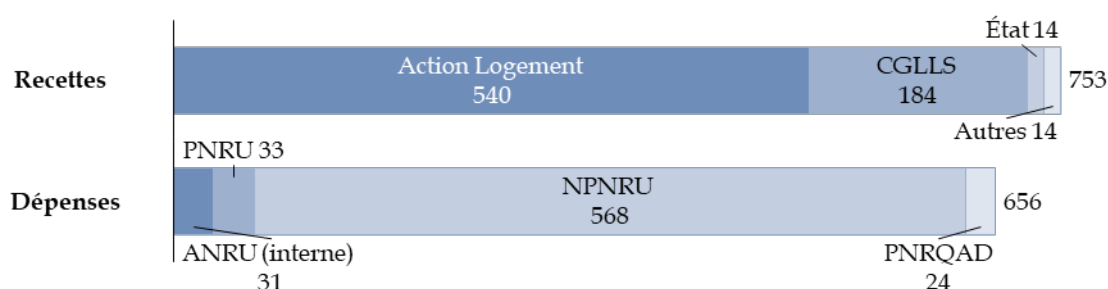 État 14
Recettes
Action Logement
540
CGLLS
184
753
Autres 14
PNRU 33
Dépenses
NPNRU
568
656
ANRU (interne)
31
PNRQAD
24